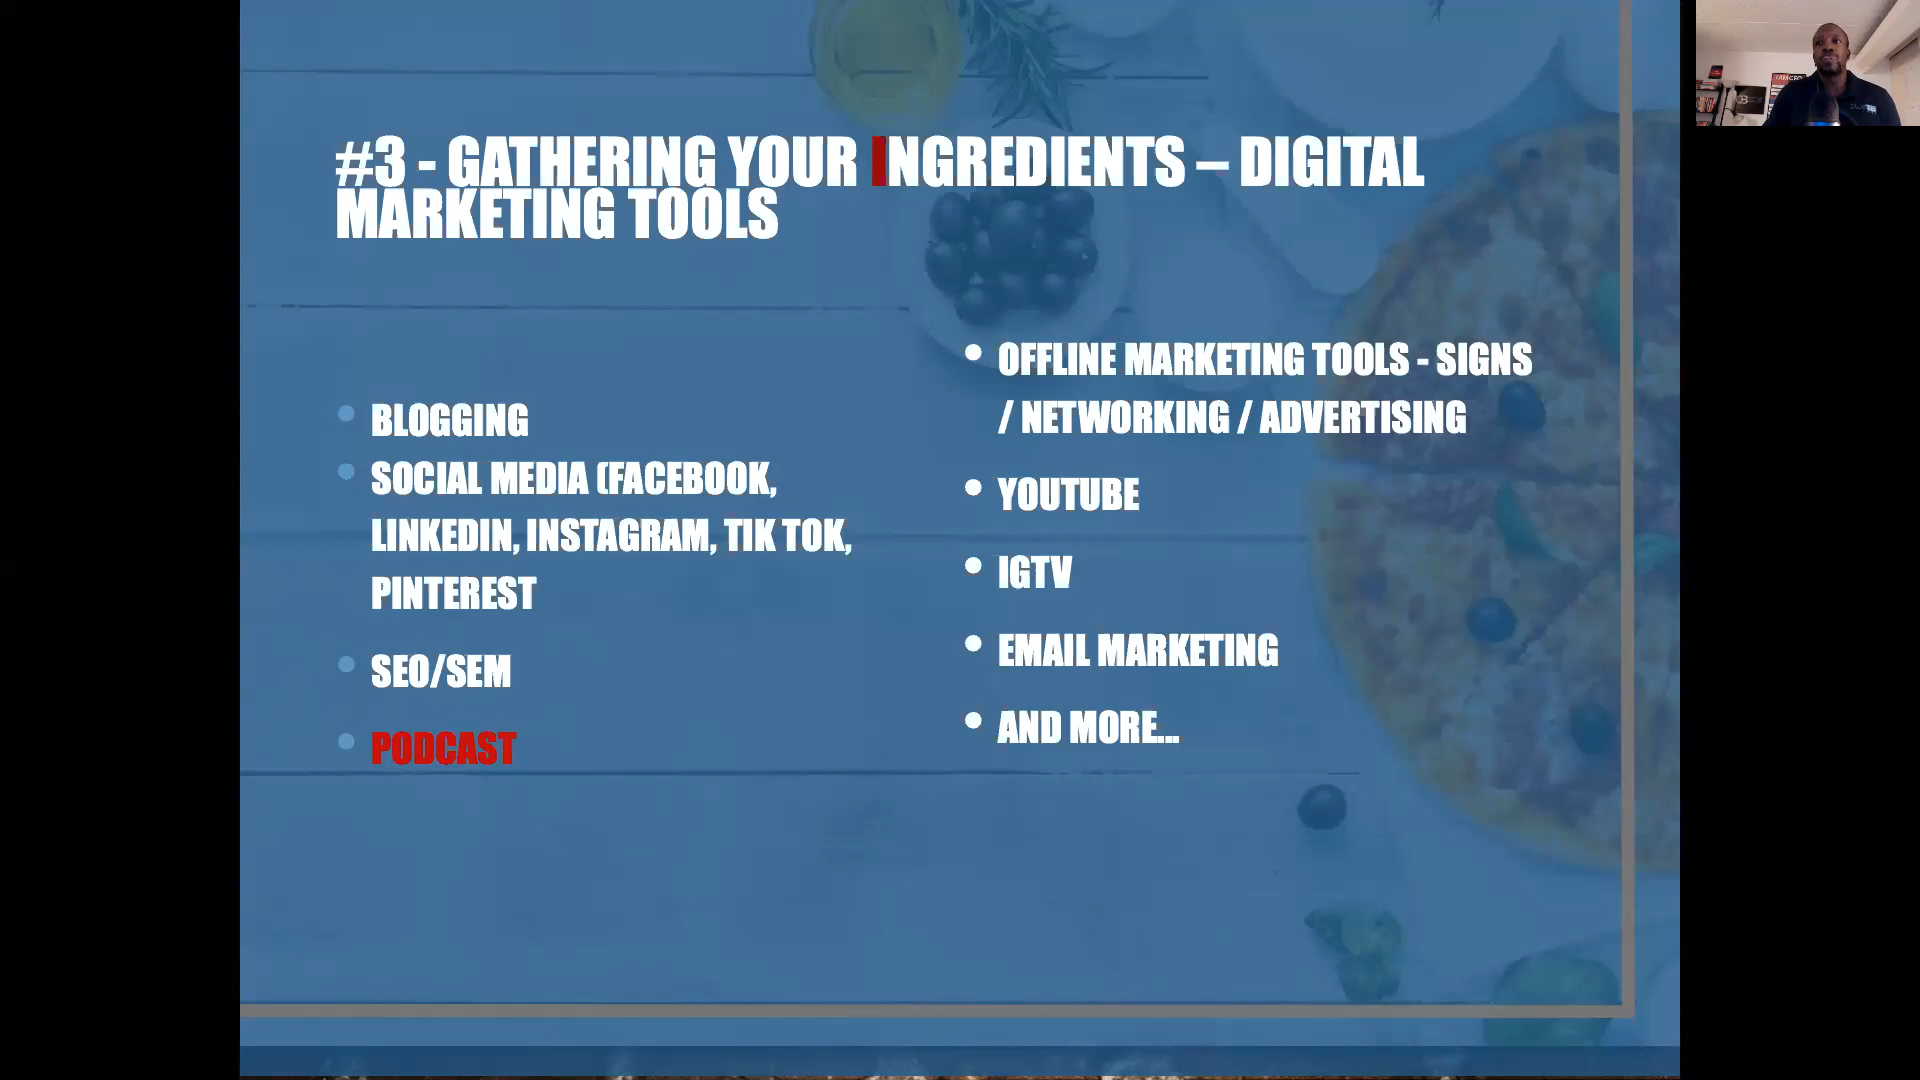 #3 - GATHERING YOUR INGREDIENTS – DIGITAL
MARKETING TOOLS
BLOGGING
SOCIAL MEDIA (FACEBOOK,
LINKEDIN, INSTAGRAM, TIK TOK,
PINTEREST
SEO/SEM
PODCAST
OFFLINE MARKETING TOOLS - SIGNS
/ NETWORKING / ADVERTISING
YOUTUBE
IGTV
EMAIL MARKETING
AND MORE...